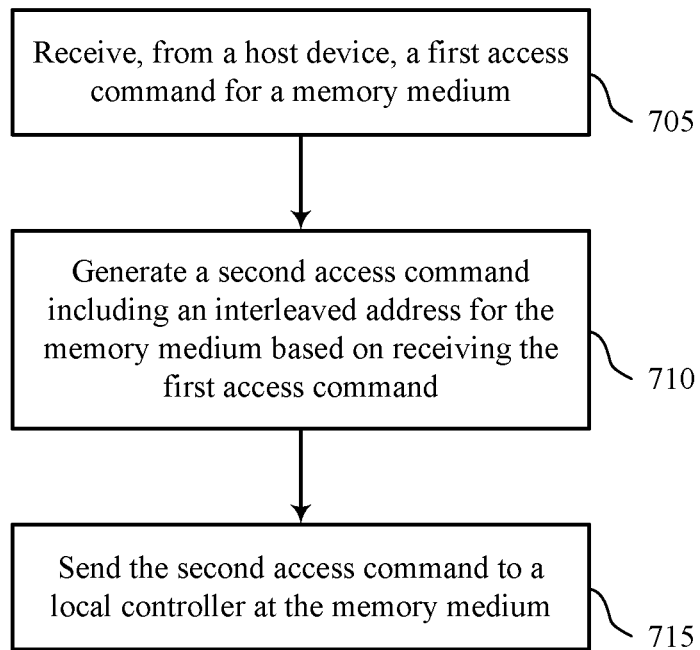 Receive, from a host device, a first access
command for a memory medium
705
Generate a second access command
including an interleaved address for the
memory medium based on receiving the
first access command
710
Send the second access command to a
local controller at the memory medium
715